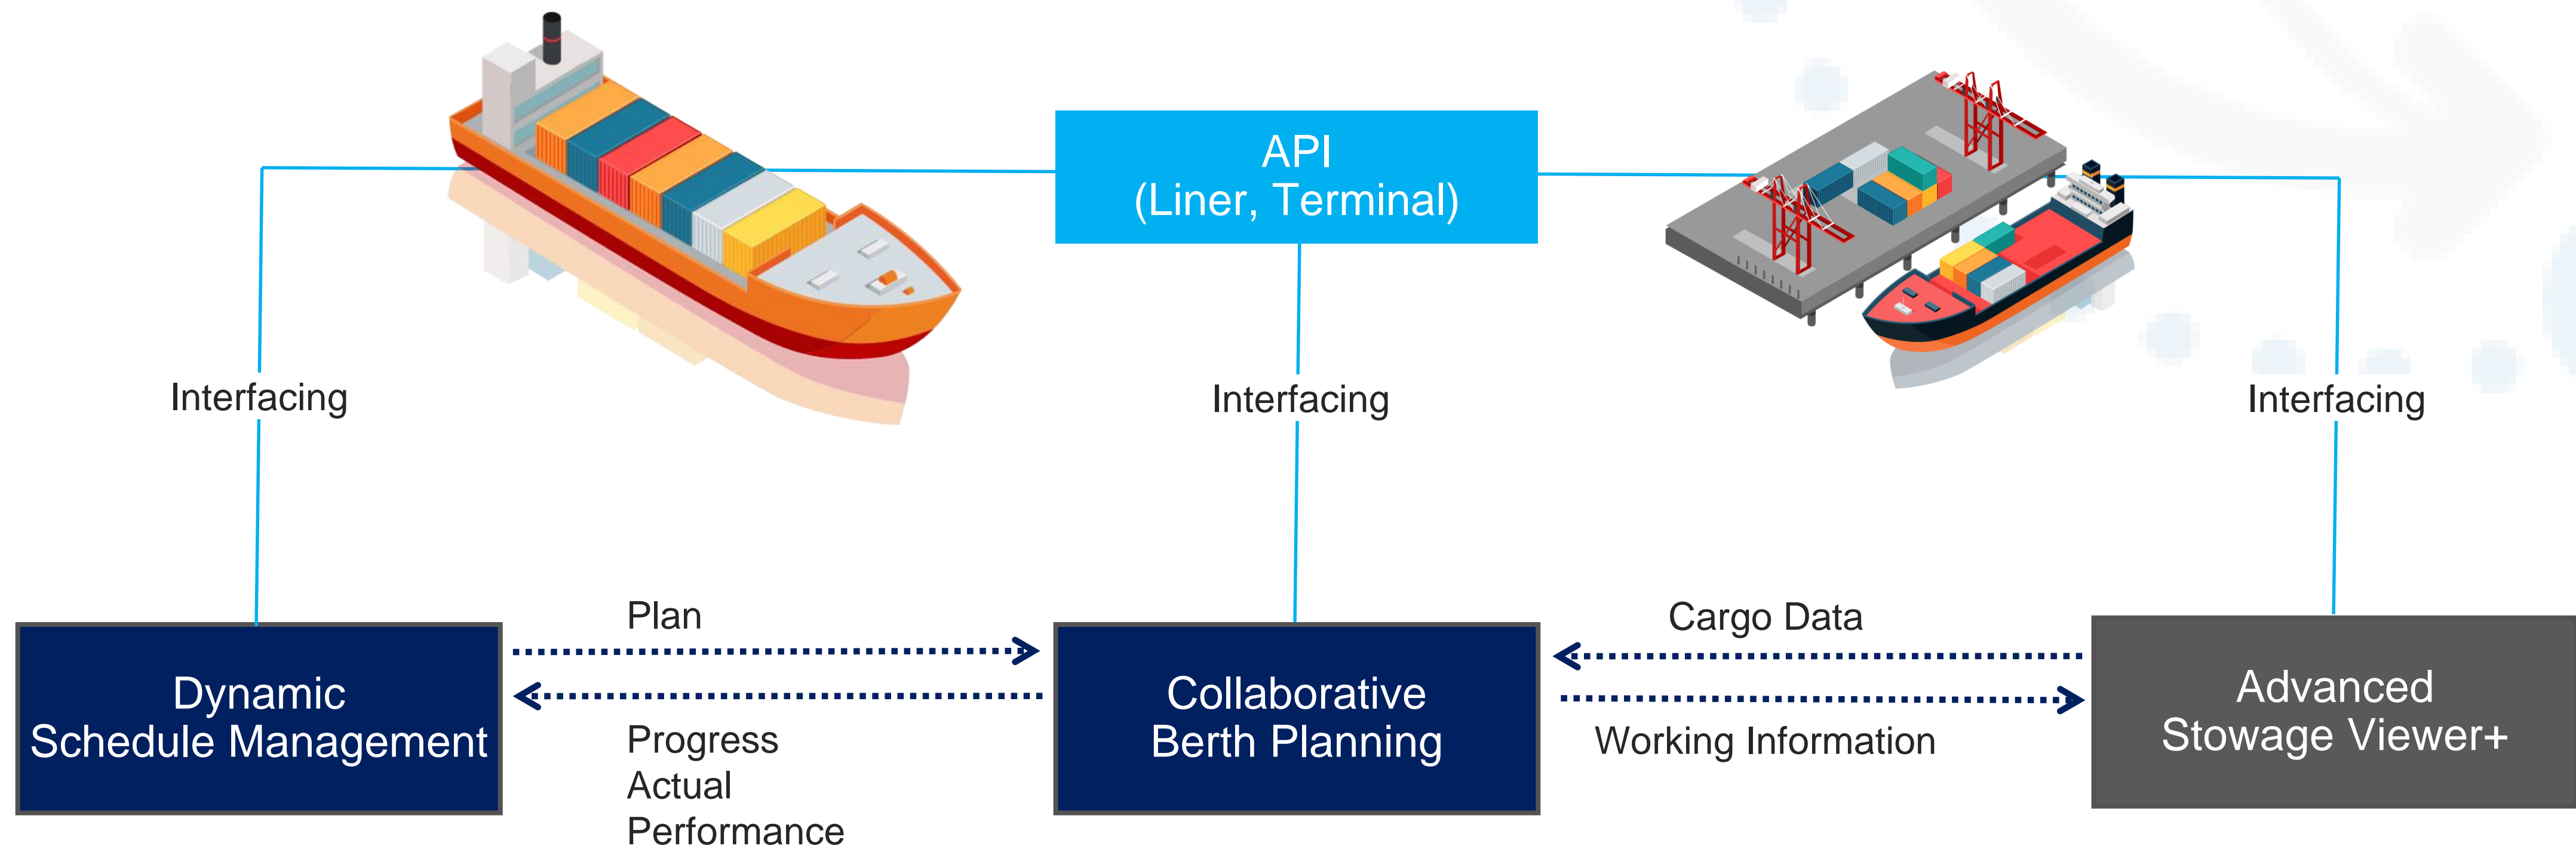 API
(Liner, Terminal)
Interfacing
Interfacing
Interfacing
Plan
Cargo Data
Dynamic
Schedule Management
Collaborative
Berth Planning
Advanced
Stowage Viewer+
Progress
Actual
Performance
Working Information